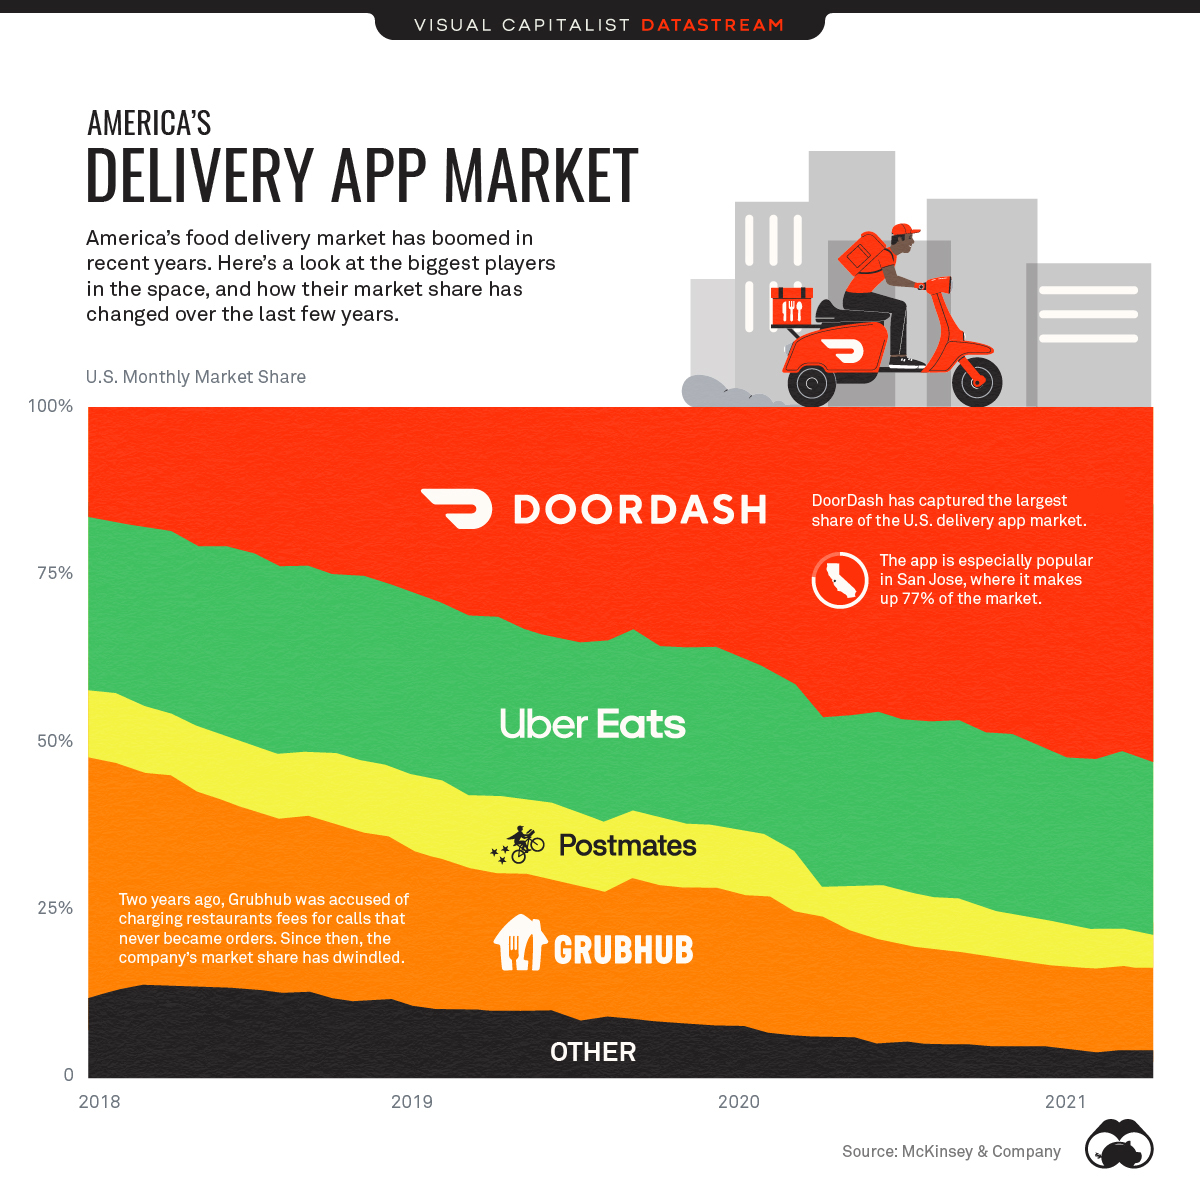 VISUAL CAPITALIST DATASTREAM
AMERICA'S
DELIVERY APP MARKET
America's food delivery market has boomed in
recent years. Here's a look at the biggest players
in the space, and how their market share has
changed over the last few years.
U.S. Monthly Market Share
100%
75%
50%
25%
0
DOORDASH
DoorDash has captured the largest
share of the U.S. delivery app market.
The app is especially popular
in San Jose, where it makes
up 77% of the market.
Uber Eats
Postmates
Two years ago, Grubhub was accused of
charging restaurants fees for calls that
never became orders. Since then, the
company's market share has dwindled.
GRUBHUB
OTHER
2018
2019
2020
2021
Source: McKinsey & Company